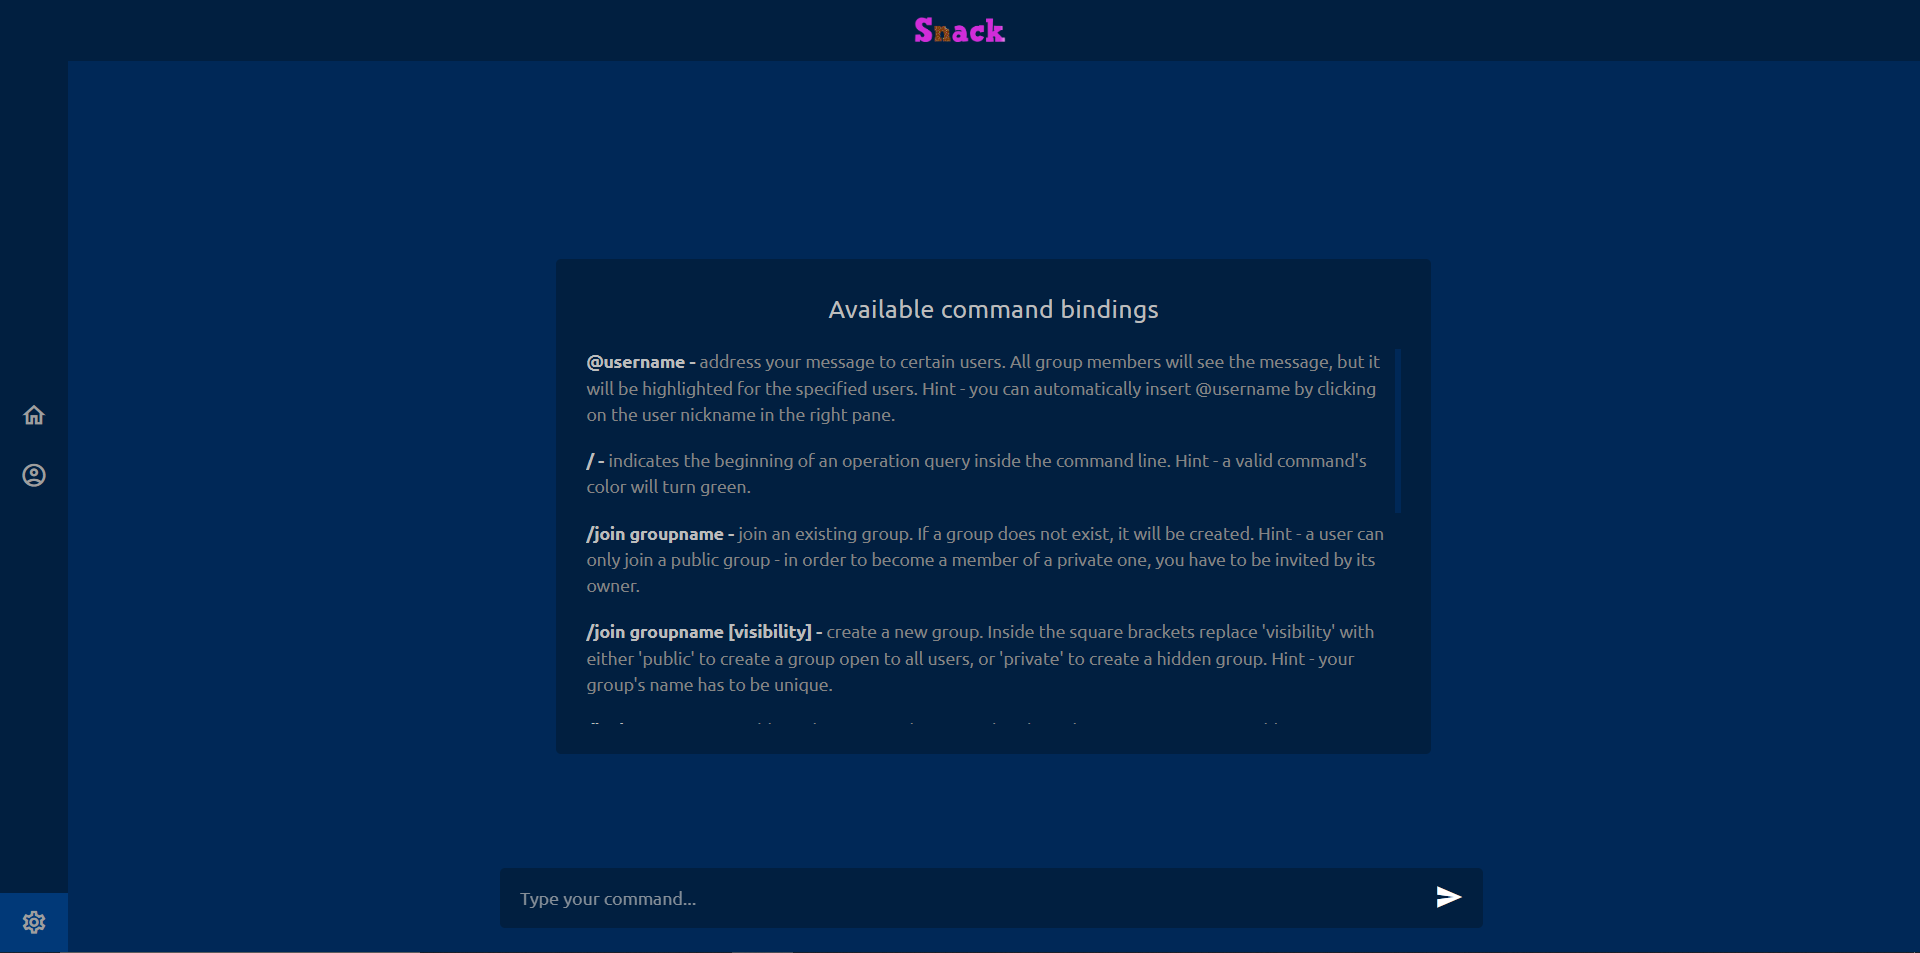 Snack
Available command bindings
@username - address your message to certain users. All group members will see the message, but it
will be highlighted for the specified users. Hint - you can automatically insert @username by clicking
on the user nickname in the right pane.
/ - indicates the beginning of an operation query inside the command line. Hint - a valid command's
color will turn green.
/join groupname - join an existing group. If a group does not exist, it will be created. Hint - a user can
only join a public group - in order to become a member of a private one, you have to be invited by its
owner.
/join groupname [visibility] - create a new group. Inside the square brackets replace 'visibility' with
either 'public' to create a group open to all users, or 'private' to create a hidden group. Hint - your
group's name has to be unique.
Type your command...